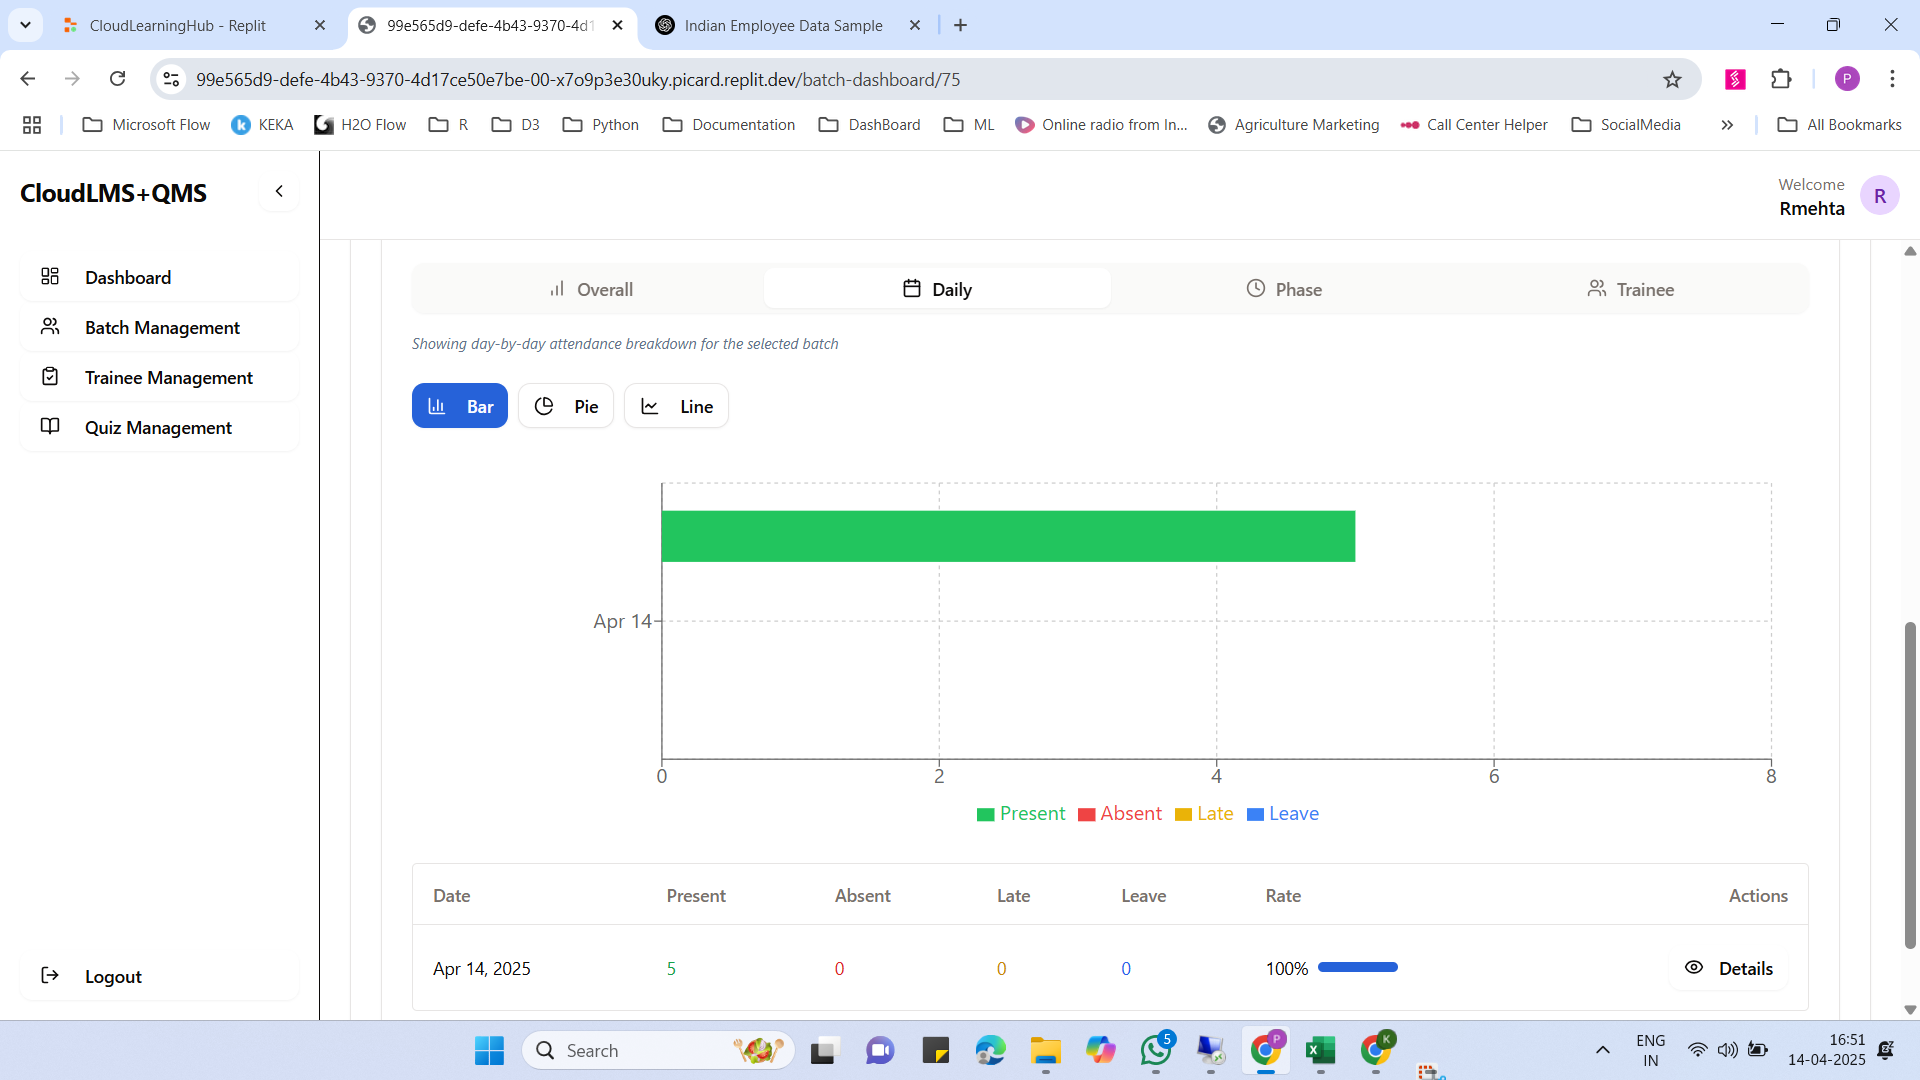 CloudLearningHub - Replit
99e565d9-defe-4b43-9370-4d1
Indian Employee Data Sample
99e565d9-defe-4b43-9370-4d17ce50e7be-00-x7o9p3e30uky.picard.replit.dev/batch-dashboard/75
P
Microsoft Flow
KEKA
H2O Flow
R
D3
Python
Documentation
DashBoard
ML
Online radio from In...
Agriculture Marketing
Call Center Helper
SocialMedia
All Bookmarks
CloudLMS+QMS
Welcome
Rmehta
R
Dashboard
Batch Management
Trainee Management
Quiz Management
Logout
Overall
Daily
Phase
Trainee
Showing day-by-day attendance breakdown for the selected batch
Bar
Pie
Line
Apr 14
0 2 4 6 8
Present Absent Late Leave
Date Present Absent Late Leave Rate Actions
Apr 14, 2025 5 0 0 0 100% Details
Search
5
P
K
ENG
IN
16:51
14-04-2025